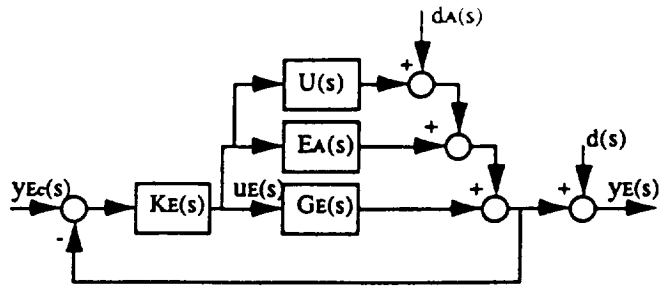 dA(s)
+
U(s)
+
EA(s)
d(s)
yEc(s)
KE(s)
uE(s)
GE(s)
+
+
yE(s)
-